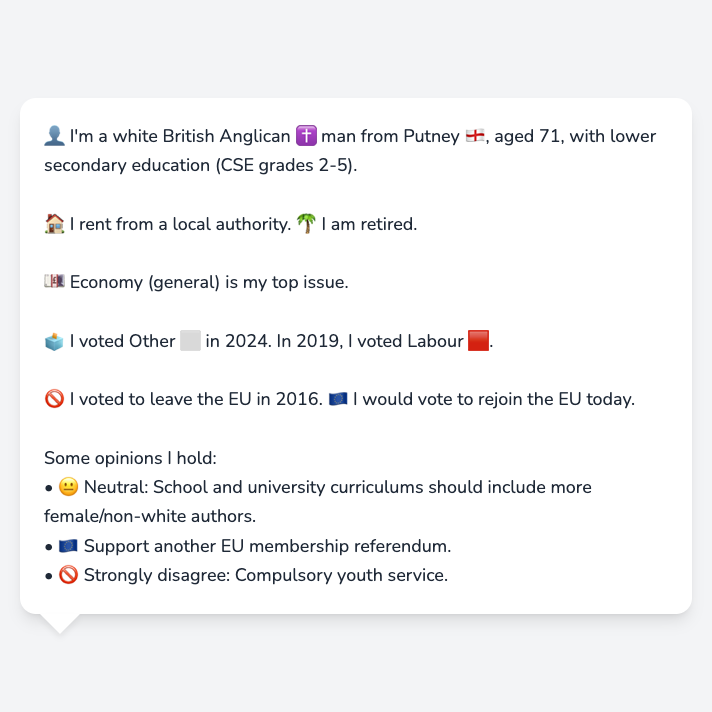 👤 I'm a white British Anglican ✝️ man from Putney 🏴󠁧󠁢󠁥󠁮󠁧󠁿, aged 71, with lower
secondary education (CSE grades 2-5).
🏠 I rent from a local authority. 🌴 I am retired.
💷 Economy (general) is my top issue.
🗳️ I voted Other ⬜ in 2024. In 2019, I voted Labour 🟥.
🚫 I voted to leave the EU in 2016. 🇪🇺 I would vote to rejoin the EU today.
Some opinions I hold:
• 😐 Neutral: School and university curriculums should include more
female/non-white authors.
• 🇪🇺 Support another EU membership referendum.
• 🚫 Strongly disagree: Compulsory youth service.